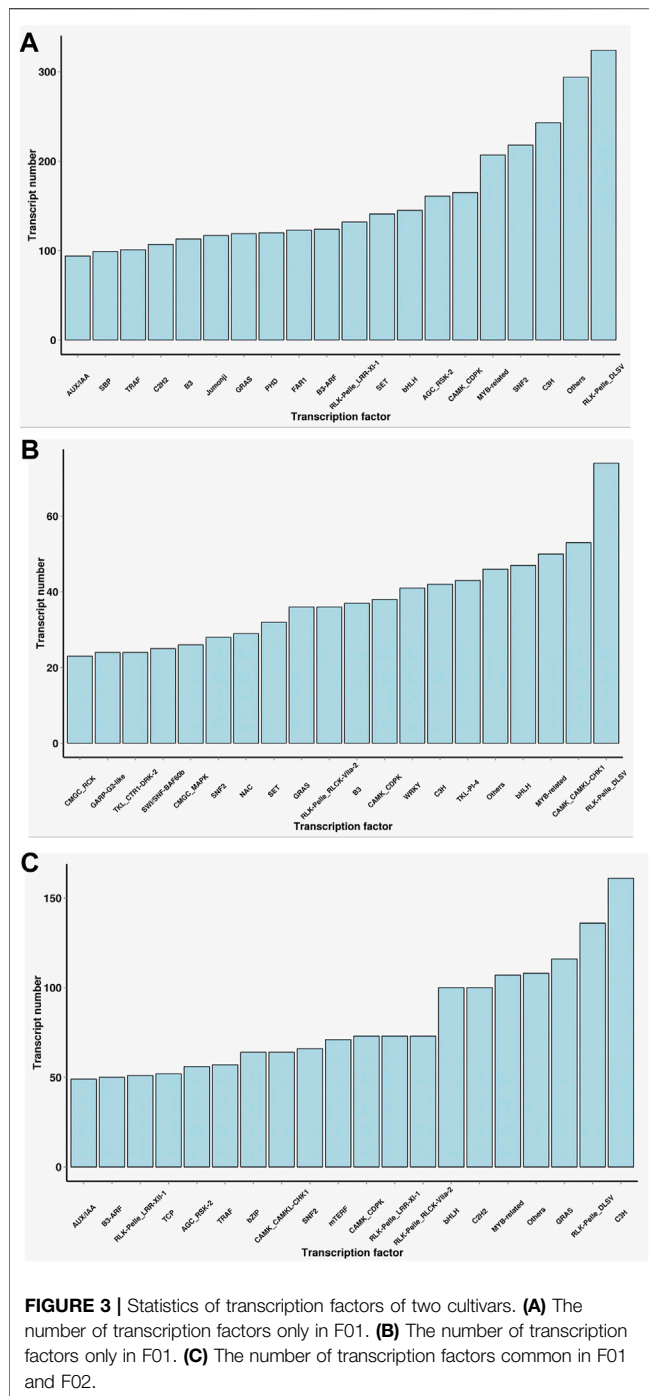 A
Transcript number
300
200
100
0
AUX/IAA
SBP
TRAF
C3H2
B3
Jumonji
GRAS
PHD
FAR1
B3-ARF
RLK-Pelle_LRR-XI-1
SET
bHLH
AGC_RSK-2
CAMK_CDPK
MYB-related
SNF2
C3H
Others
RLK-Pelle_DLSV
Transcription factor
B
Transcript number
60
40
20
0
CMGC_RCK
GARP-G2-like
TKL_CTR1-DRK-2
SWI/SNF-BAF60b
CMGC_MAPK
SNF2
NAC
SET
GRAS
RLK-Pelle_RLCK-VIIa-2
B3
CAMK_CDPK
WRKY
C3H
TKL-Pl-4
Others
bHLH
MYB-related
CAMK_CAMKL-CHK1
RLK-Pelle_DLSV
Transcription factor
C
Transcript number
150
100
50
0
AUX/IAA
B3-ARF
RLK-Pelle_LRR-XII-1
TCP
AGC_RSK-2
TRAF
bZIP
CAMK_CAMKL-CHK1
SNF2
mTERF
CAMK_CDPK
RLK-Pelle_LRR-XI-1
RLK-Pelle_RLCK-VIIa-2
bHLH
C2H2
MYB-related
Others
GRAS
RLK-Pelle_DLSV
C3H
Transcription factor
FIGURE 3 | Statistics of transcription factors of two cultivars. (A) The
number of transcription factors only in F01. (B) The number of transcription
factors only in F01. (C) The number of transcription factors common in F01
and F02.